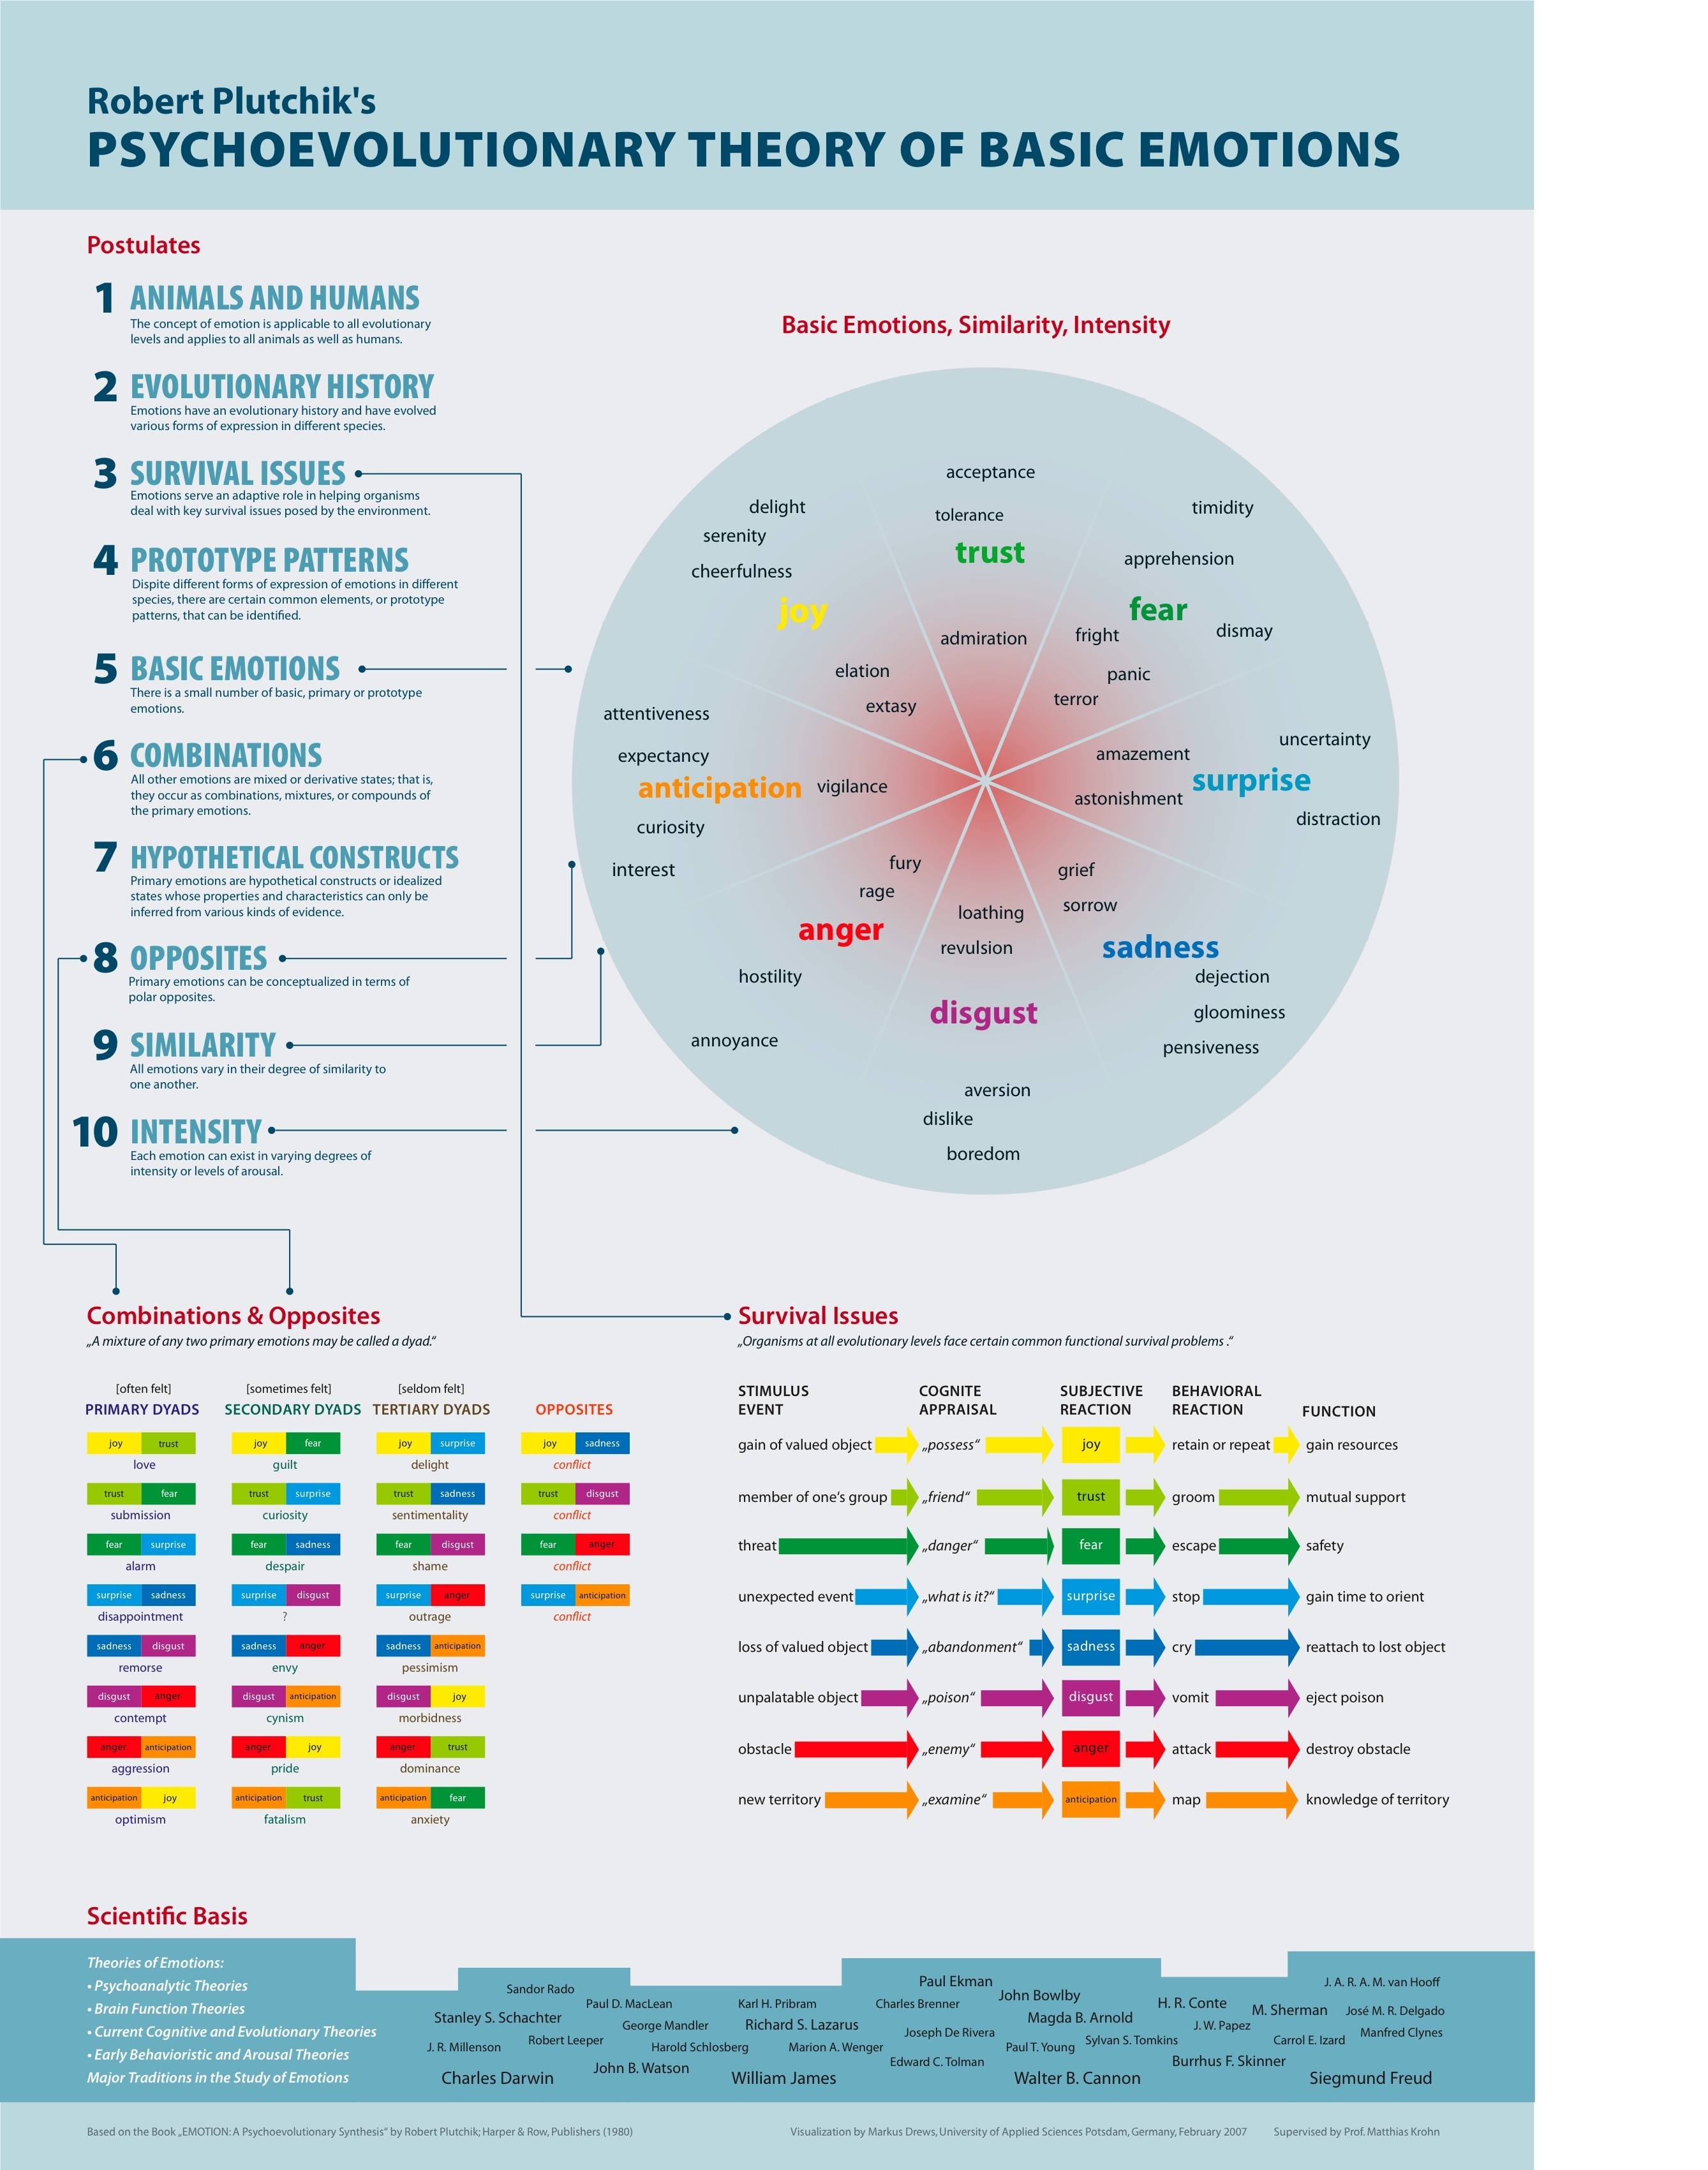 Robert Plutchik's
PSYCHOEVOLUTIONARY THEORY OF BASIC EMOTIONS
Postulates
1 ANIMALS AND HUMANS
The concept of emotion is applicable to all evolutionary
levels and applies to all animals as well as humans.
2 EVOLUTIONARY HISTORY
Emotions have an evolutionary history and have evolved
various forms of expression in different species.
3 SURVIVAL ISSUES
Emotions serve an adaptive role in helping organisms
deal with key survival issues posed by the environment.
4 PROTOTYPE PATTERNS
Dispite different forms of expression of emotions in different
species, there are certain common elements, or prototype
patterns, that can be identified.
5 BASIC EMOTIONS
There is a small number of basic, primary or prototype
emotions.
6 COMBINATIONS
All other emotions are mixed or derivative states; that is,
they occur as combinations, mixtures, or compounds of
the primary emotions.
7 HYPOTHETICAL CONSTRUCTS
Primary emotions are hypothetical constructs or idealized
states whose properties and characteristics can only be
inferred from various kinds of evidence.
8 OPPOSITES
Primary emotions can be conceptualized in terms of
polar opposites.
9 SIMILARITY
All emotions vary in their degree of similarity to
one another.
10 INTENSITY
Each emotion can exist in varying degrees of
intensity or levels of arousal.
Basic Emotions, Similarity, Intensity
acceptance
tolerance
trust
admiration
timidity
apprehension
fear
fright
dismay
panic
terror
uncertainty
amazement
surprise
astonishment
distraction
grief
sorrow
sadness
dejection
gloominess
pensiveness
loathing
revulsion
disgust
aversion
dislike
boredom
fury
rage
anger
hostility
annoyance
attentiveness
expectancy
anticipation
vigilance
curiosity
interest
delight
serenity
cheerfulness
joy
elation
extasy
Combinations & Opposites
„A mixture of any two primary emotions may be called a dyad.“
[often felt] [sometimes felt] [seldom felt]
PRIMARY DYADS SECONDARY DYADS TERTIARY DYADS OPPOSITES
joy trust joy fear joy surprise joy sadness
love guilt delight conflict
trust fear trust surprise trust sadness trust disgust
submission curiosity sentimentality conflict
fear surprise fear sadness fear disgust fear anger
alarm despair shame conflict
surprise sadness surprise disgust surprise anger surprise anticipation
disappointment ? outrage conflict
sadness disgust sadness anger sadness anticipation
remorse envy pessimism
disgust anger disgust anticipation disgust joy
contempt cynism morbidness
anger anticipation anger joy anger trust
aggression pride dominance
anticipation joy anticipation trust anticipation fear
optimism fatalism anxiety
Survival Issues
„Organisms at all evolutionary levels face certain common functional survival problems .“
STIMULUS COGNITE SUBJECTIVE BEHAVIORAL
EVENT APPRAISAL REACTION REACTION FUNCTION
gain of valued object „possess“ joy retain or repeat gain resources
member of one‘s group „friend“ trust groom mutual support
threat „danger“ fear escape safety
unexpected event „what is it?“ surprise stop gain time to orient
loss of valued object „abandonment“ sadness cry reattach to lost object
unpalatable object „poison“ disgust vomit eject poison
obstacle „enemy“ anger attack destroy obstacle
new territory „examine“ anticipation map knowledge of territory
Scientific Basis
Theories of Emotions:
• Psychoanalytic Theories
• Brain Function Theories
• Current Cognitive and Evolutionary Theories
• Early Behavioristic and Arousal Theories
Major Traditions in the Study of Emotions
Sandor Rado
Stanley S. Schachter
J. R. Millenson
Robert Leeper
Charles Darwin
Paul D. MacLean
George Mandler
Harold Schlosberg
John B. Watson
Karl H. Pribram
Richard S. Lazarus
Marion A. Wenger
William James
Paul Ekman
Charles Brenner
John Bowlby
Magda B. Arnold
Joseph De Rivera
Paul T. Young
Sylvan S. Tomkins
Edward C. Tolman
Walter B. Cannon
H. R. Conte
J. W. Papez
Burrhus F. Skinner
J. A. R. A. M. van Hooff
M. Sherman
José M. R. Delgado
Carrol E. Izard
Manfred Clynes
Siegmund Freud
Based on the Book „EMOTION: A Psychoevolutionary Synthesis“ by Robert Plutchik; Harper & Row, Publishers (1980)
Visualization by Markus Drews, University of Applied Sciences Potsdam, Germany, February 2007 Supervised by Prof. Matthias Krohn